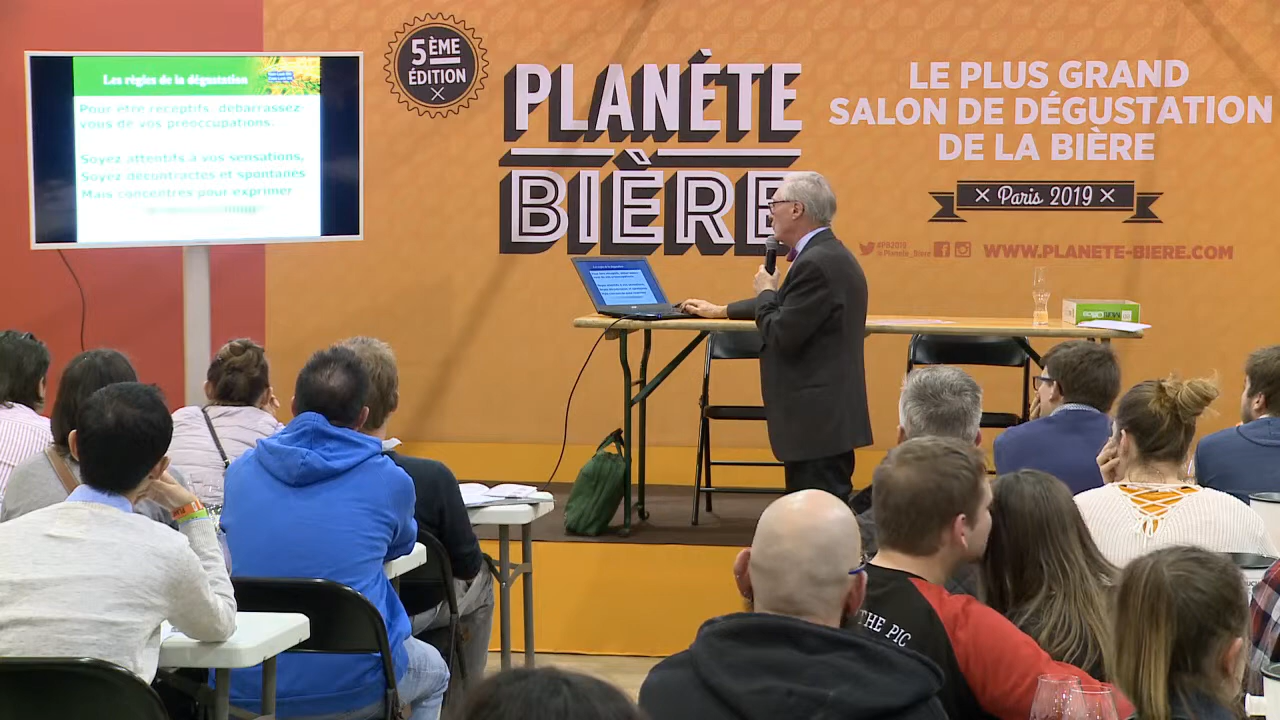 Les règles de la dégustation
Pour être réceptifs, débarrassez-
vous de vos préoccupations.
Soyez attentifs à vos sensations,
Soyez décontractés et spontanés
Mais concentrés pour exprimer
5ÈME
ÉDITION
PLANÈTE
BIÈRE
LE PLUS GRAND
SALON DE DÉGUSTATION
DE LA BIÈRE
Paris 2019
#PB2019
@Planete_Biere
WWW.PLANETE-BIERE.COM
THE PIC